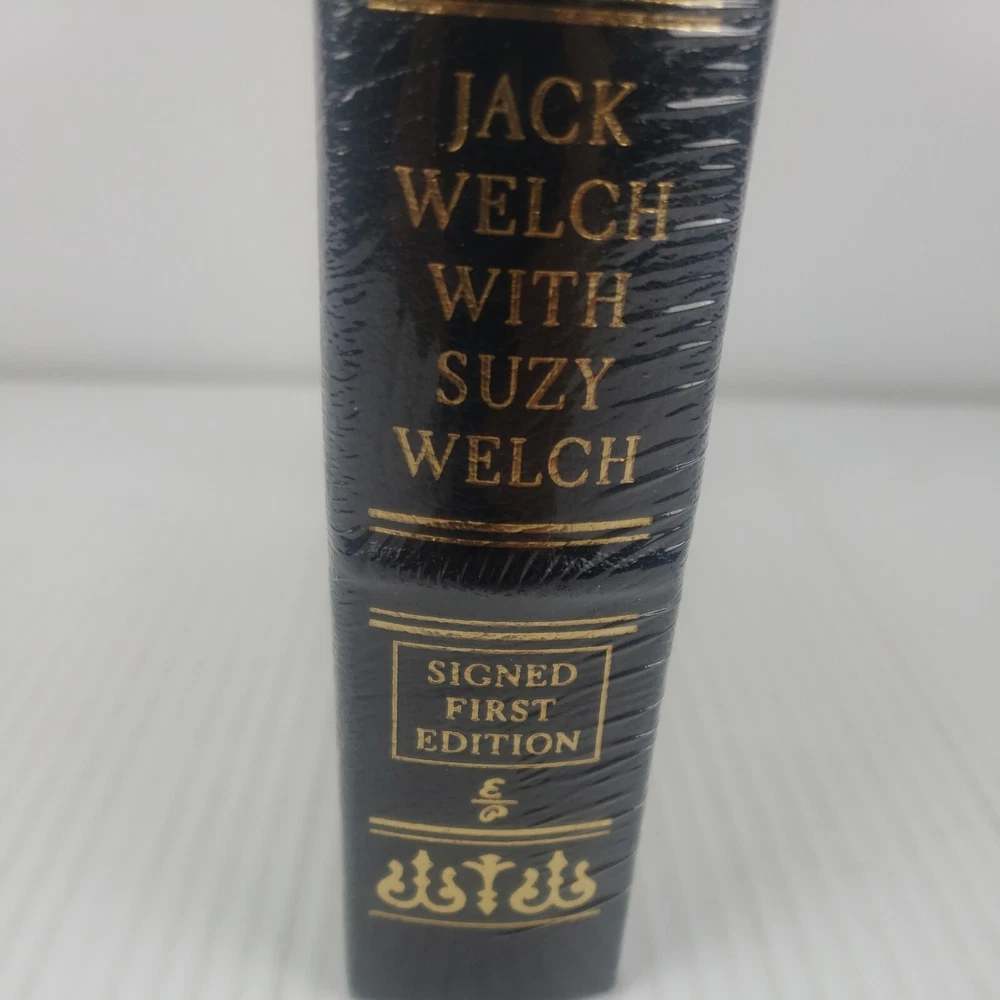 JACK
WELCH
WITH
SUZY
WELCH
SIGNED
FIRST
EDITION